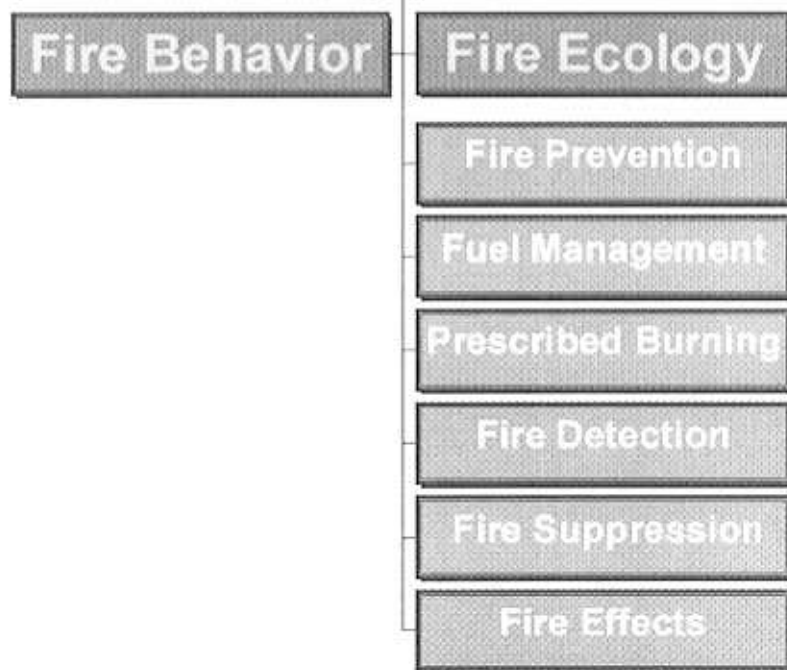 Fire Behavior
Fire Ecology
Fire Prevention
Fuel Management
Prescribed Burning
Fire Detection
Fire Suppression
Fire Effects